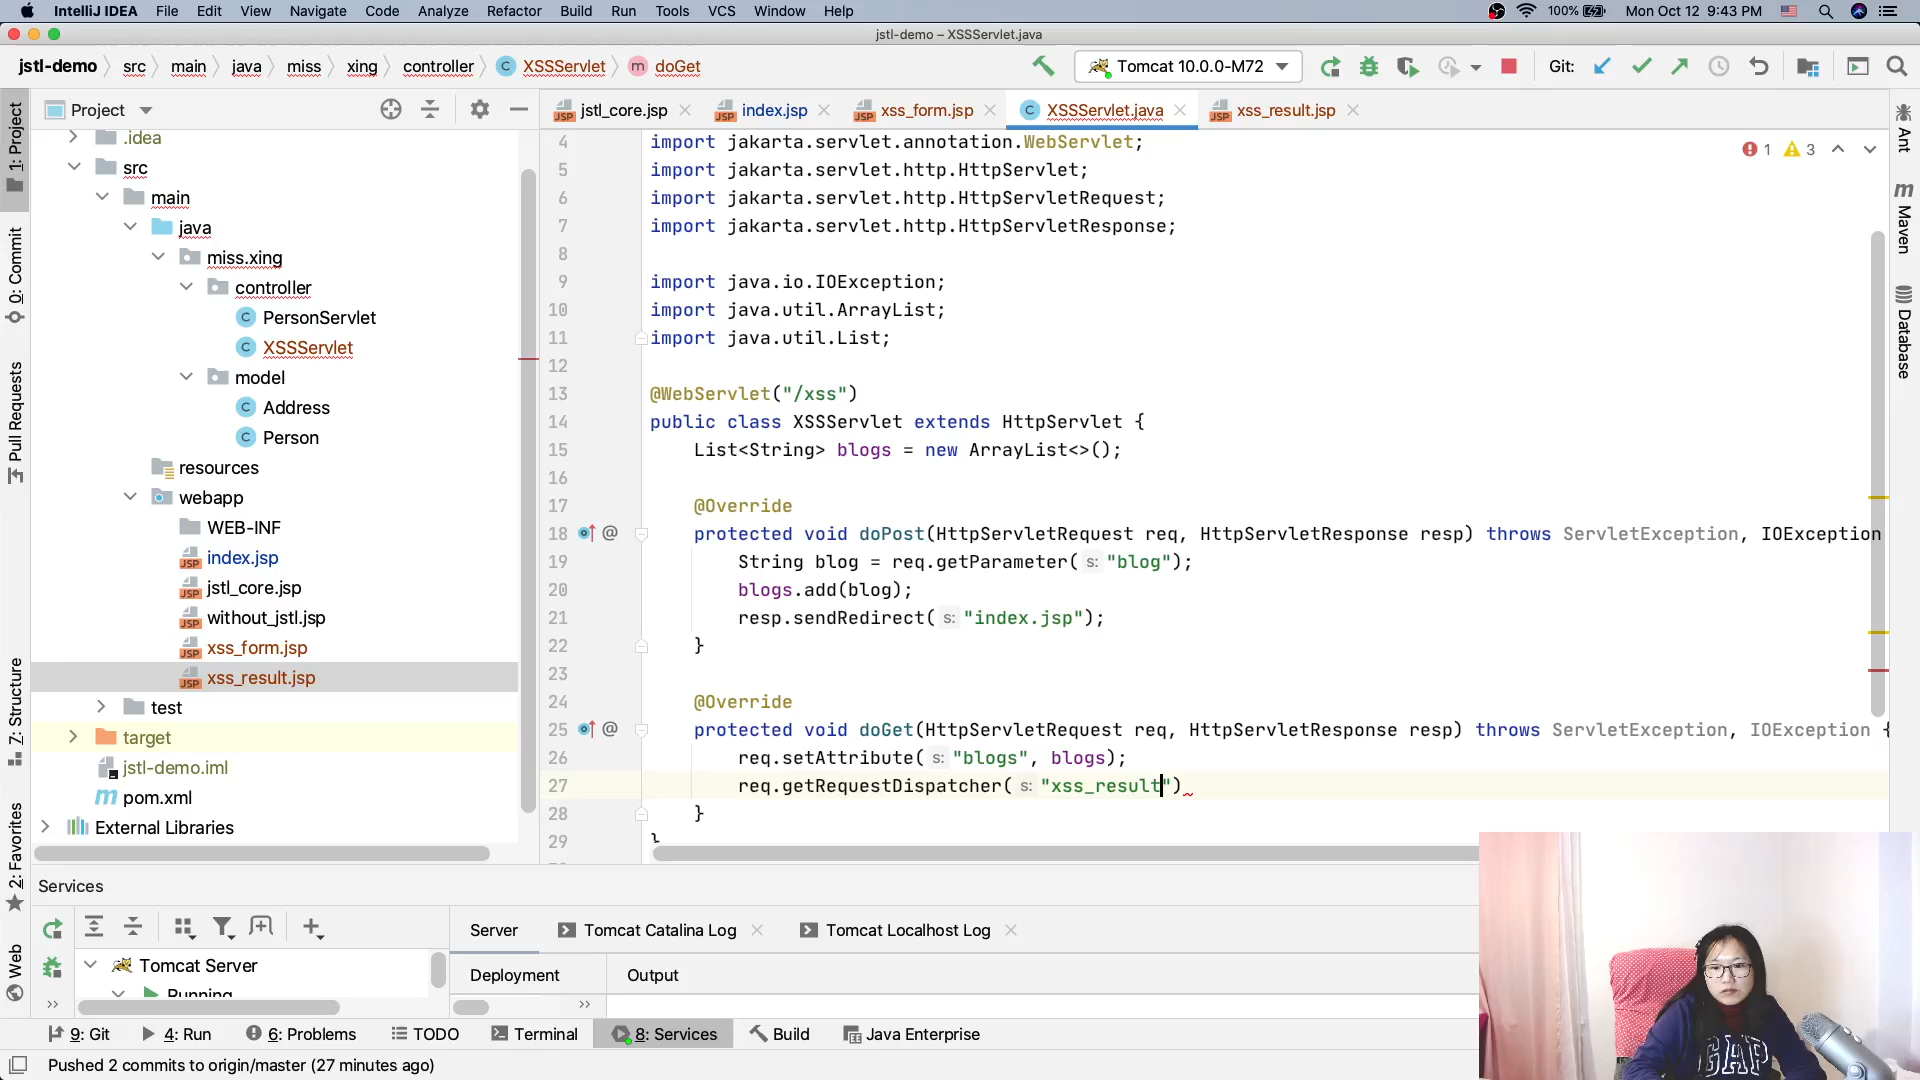 IntelliJ IDEA File Edit View Navigate Code Analyze Refactor Build Run Tools VCS Window Help 100% Mon Oct 12 9:43 PM
jstl-demo – XSSServlet.java
jstl-demo src main java miss xing controller C XSSServlet m doGet Tomcat 10.0.0-M72 Git:
Project jstl_core.jsp index.jsp xss_form.jsp XSSServlet.java xss_result.jsp
.idea
src
main
java
miss.xing
controller
PersonServlet
XSSServlet
model
Address
Person
resources
webapp
WEB-INF
index.jsp
jstl_core.jsp
without_jstl.jsp
xss_form.jsp
xss_result.jsp
test
target
jstl-demo.iml
pom.xml
External Libraries
1: Project
0: Commit
Pull Requests
7: Structure
2: Favorites
Web
1 3
4 import jakarta.servlet.annotation.WebServlet;
5 import jakarta.servlet.http.HttpServlet;
6 import jakarta.servlet.http.HttpServletRequest;
7 import jakarta.servlet.http.HttpServletResponse;
8
9 import java.io.IOException;
10 import java.util.ArrayList;
11 import java.util.List;
12
13 @WebServlet("/xss")
14 public class XSSServlet extends HttpServlet {
15 List<String> blogs = new ArrayList<>();
16
17 @Override
18 protected void doPost(HttpServletRequest req, HttpServletResponse resp) throws ServletException, IOException
19 String blog = req.getParameter( s: "blog");
20 blogs.add(blog);
21 resp.sendRedirect( s: "index.jsp");
22 }
23
24 @Override
25 protected void doGet(HttpServletRequest req, HttpServletResponse resp) throws ServletException, IOException {
26 req.setAttribute( s: "blogs", blogs);
27 req.getRequestDispatcher( s: "xss_result")
28 }
29 }
Ant
Maven
Database
Services
Server Tomcat Catalina Log Tomcat Localhost Log
Tomcat Server Deployment Output
Running
9: Git 4: Run 6: Problems TODO Terminal 8: Services Build Java Enterprise
Pushed 2 commits to origin/master (27 minutes ago)
GAP